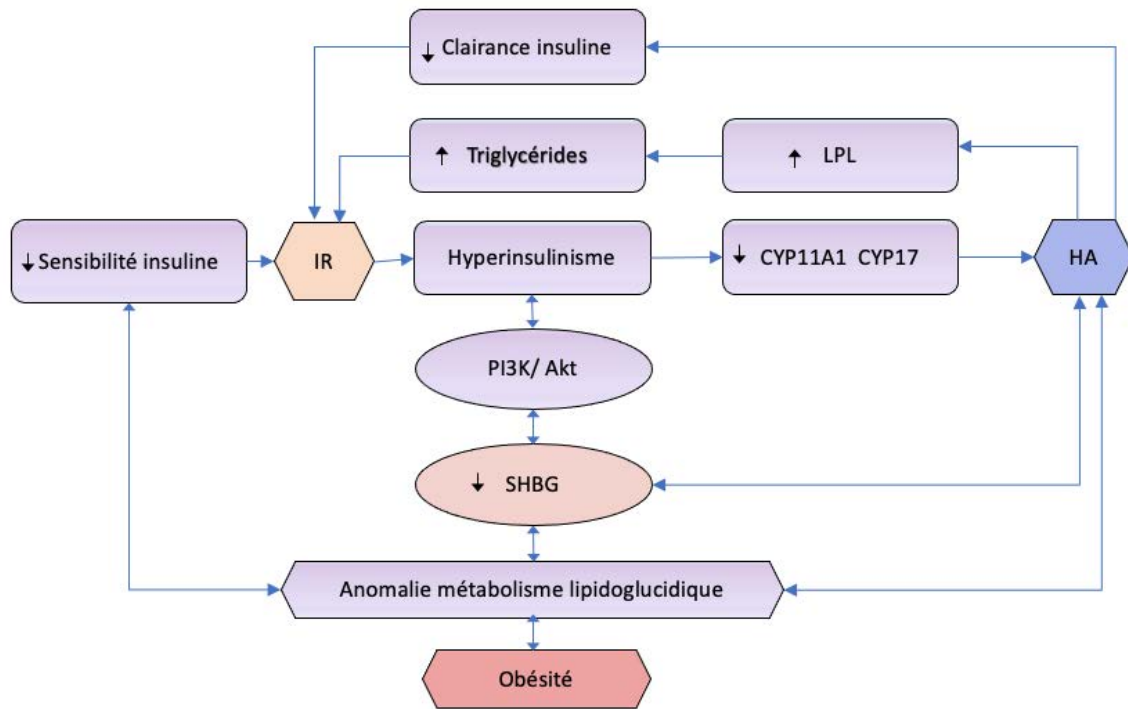 ↓ Clairance insuline
↑ Triglycérides
↑ LPL
↓ Sensibilité insuline
IR
Hyperinsulinisme
↓ CYP11A1 CYP17
HA
PI3K/ Akt
↓ SHBG
Anomalie métabolisme lipidoglucidique
Obésité